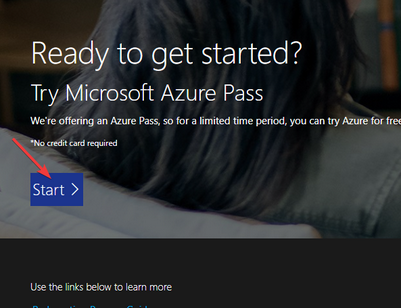 Ready to get started?
Try Microsoft Azure Pass
We're offering an Azure Pass, so for a limited time period, you can try Azure for free
*No credit card required
Start >
Use the links below to learn more